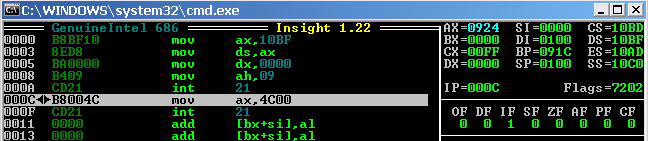 C:\WINDOWS\system32\cmd.exe
GenuineIntel 686 Insight 1.22
0000 B8BF10 mov ax,10BF
0003 8ED8 mov ds,ax
0005 BA0000 mov dx,0000
0008 B409 mov ah,09
000A CD21 int 21
000C◄►B8004C mov ax,4C00
000F CD21 int 21
0011 0000 add [bx+si],al
0013 0000 add [bx+si],al
AX=0924 SI=0000 CS=10BD
BX=0000 DI=0100 DS=10BF
CX=00FF BP=091C ES=10AD
DX=0000 SP=0100 SS=10C0
IP=000C Flags=7202
OF DF IF SF ZF AF PF CF
0 0 1 0 0 0 0 0